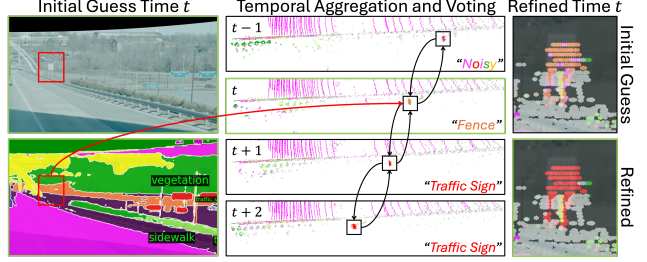 Initial Guess Time t
Temporal Aggregation and Voting
Refined Time t
t − 1
"Noisy"
t
"Fence"
t + 1
"Traffic Sign"
t + 2
"Traffic Sign"
vegetation
traffic s
sidewalk
Initial Guess
Refined